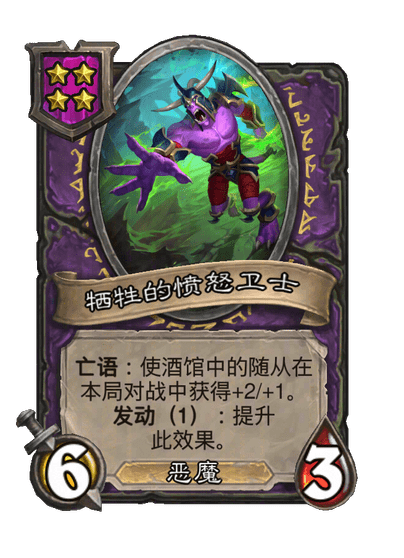 牺牲的愤怒卫士
亡语：使酒馆中的随从在
本局对战中获得+2/+1。
发动（1）：提升
此效果。
6
恶魔
3